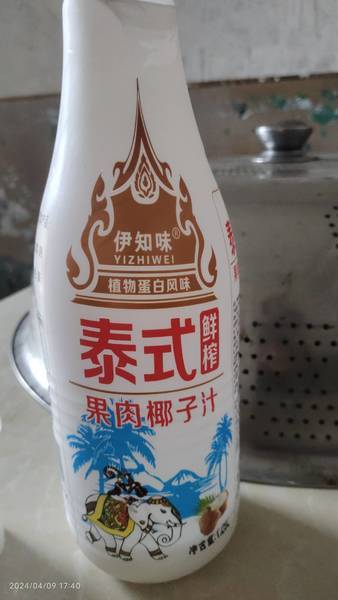 伊知味®
YIZHIWEI
植物蛋白风味
泰式
鲜榨
果肉椰子汁
净含量:1.25L
2024/04/09 17:40